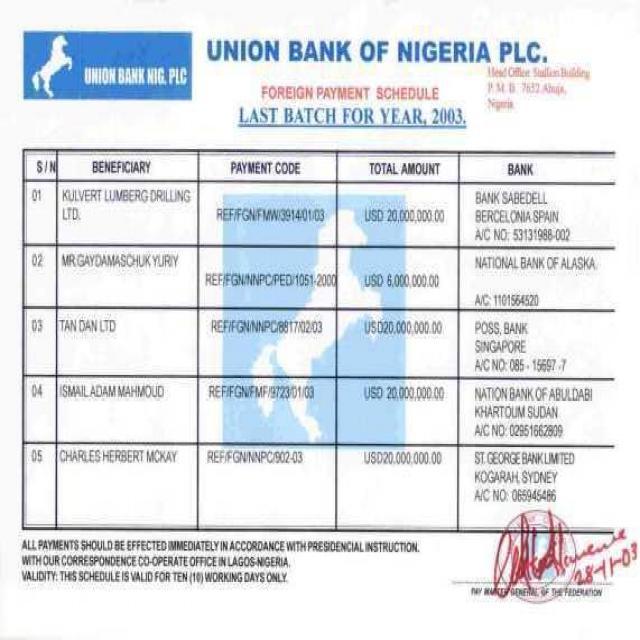 UNION BANK NIG. PLC
UNION BANK OF NIGERIA PLC.
Head Office Stallion Building
P. M. B. 7652 Abuja,
Nigeria
FOREIGN PAYMENT SCHEDULE
LAST BATCH FOR YEAR, 2003.
S / N BENEFICIARY PAYMENT CODE TOTAL AMOUNT BANK
01 KULVERT LUMBERG DRILLING LTD. REF/FGN/FMW/3914/01/03 USD 20,000,000.00 BANK SABEDELL
BERCELONIA SPAIN
A/C NO: 53131988-002
02 MR.GAYDAMASCHUK YURIY REF/FGN/NNPC/PED/1051-2000 USD 6,000,000.00 NATIONAL BANK OF ALASKA.
A/C: 1101564520
03 TAN DAN LTD REF/FGN/NNPC/8817/02/03 USD20,000,000.00 POSS, BANK
SINGAPORE
A/C NO: 085 - 15697 -7
04 ISMAIL ADAM MAHMOUD REF/FGN/FMF/9723/01/03 USD 20,000,000.00 NATION BANK OF ABULDABI
KHARTOUM SUDAN
A/C NO: 02951662809
05 CHARLES HERBERT MCKAY REF/FGN/NNPC/902-03 USD20,000,000.00 ST. GEORGE BANK LIMITED
KOGARAH, SYDNEY
A/C NO: 065945486
ALL PAYMENTS SHOULD BE EFFECTED IMMEDIATELY IN ACCORDANCE WITH PRESIDENCIAL INSTRUCTION.
WITH OUR CORRESPONDENCE CO-OPERATE OFFICE IN LAGOS-NIGERIA.
VALIDITY: THIS SCHEDULE IS VALID FOR TEN (10) WORKING DAYS ONLY.
28-11-03
PAY MASTER GENERAL OF THE FEDERATION